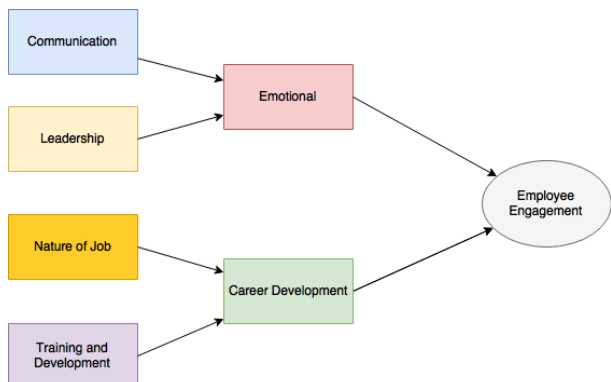 Communication
Emotional
Leadership
Employee
Engagement
Nature of Job
Career Development
Training and
Development